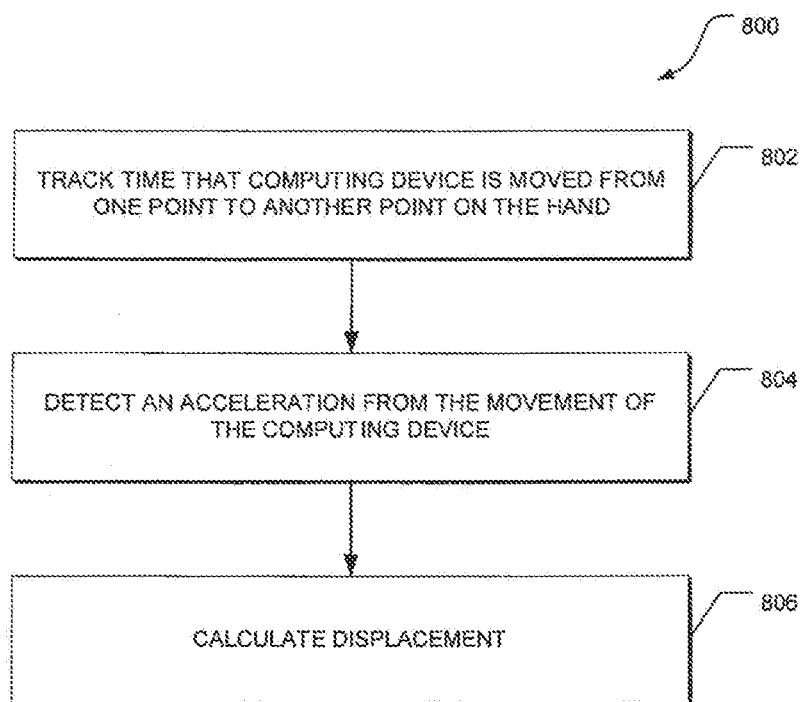 800
TRACK TIME THAT COMPUTING DEVICE IS MOVED FROM
ONE POINT TO ANOTHER POINT ON THE HAND
802
DETECT AN ACCELERATION FROM THE MOVEMENT OF
THE COMPUTING DEVICE
804
CALCULATE DISPLACEMENT
806